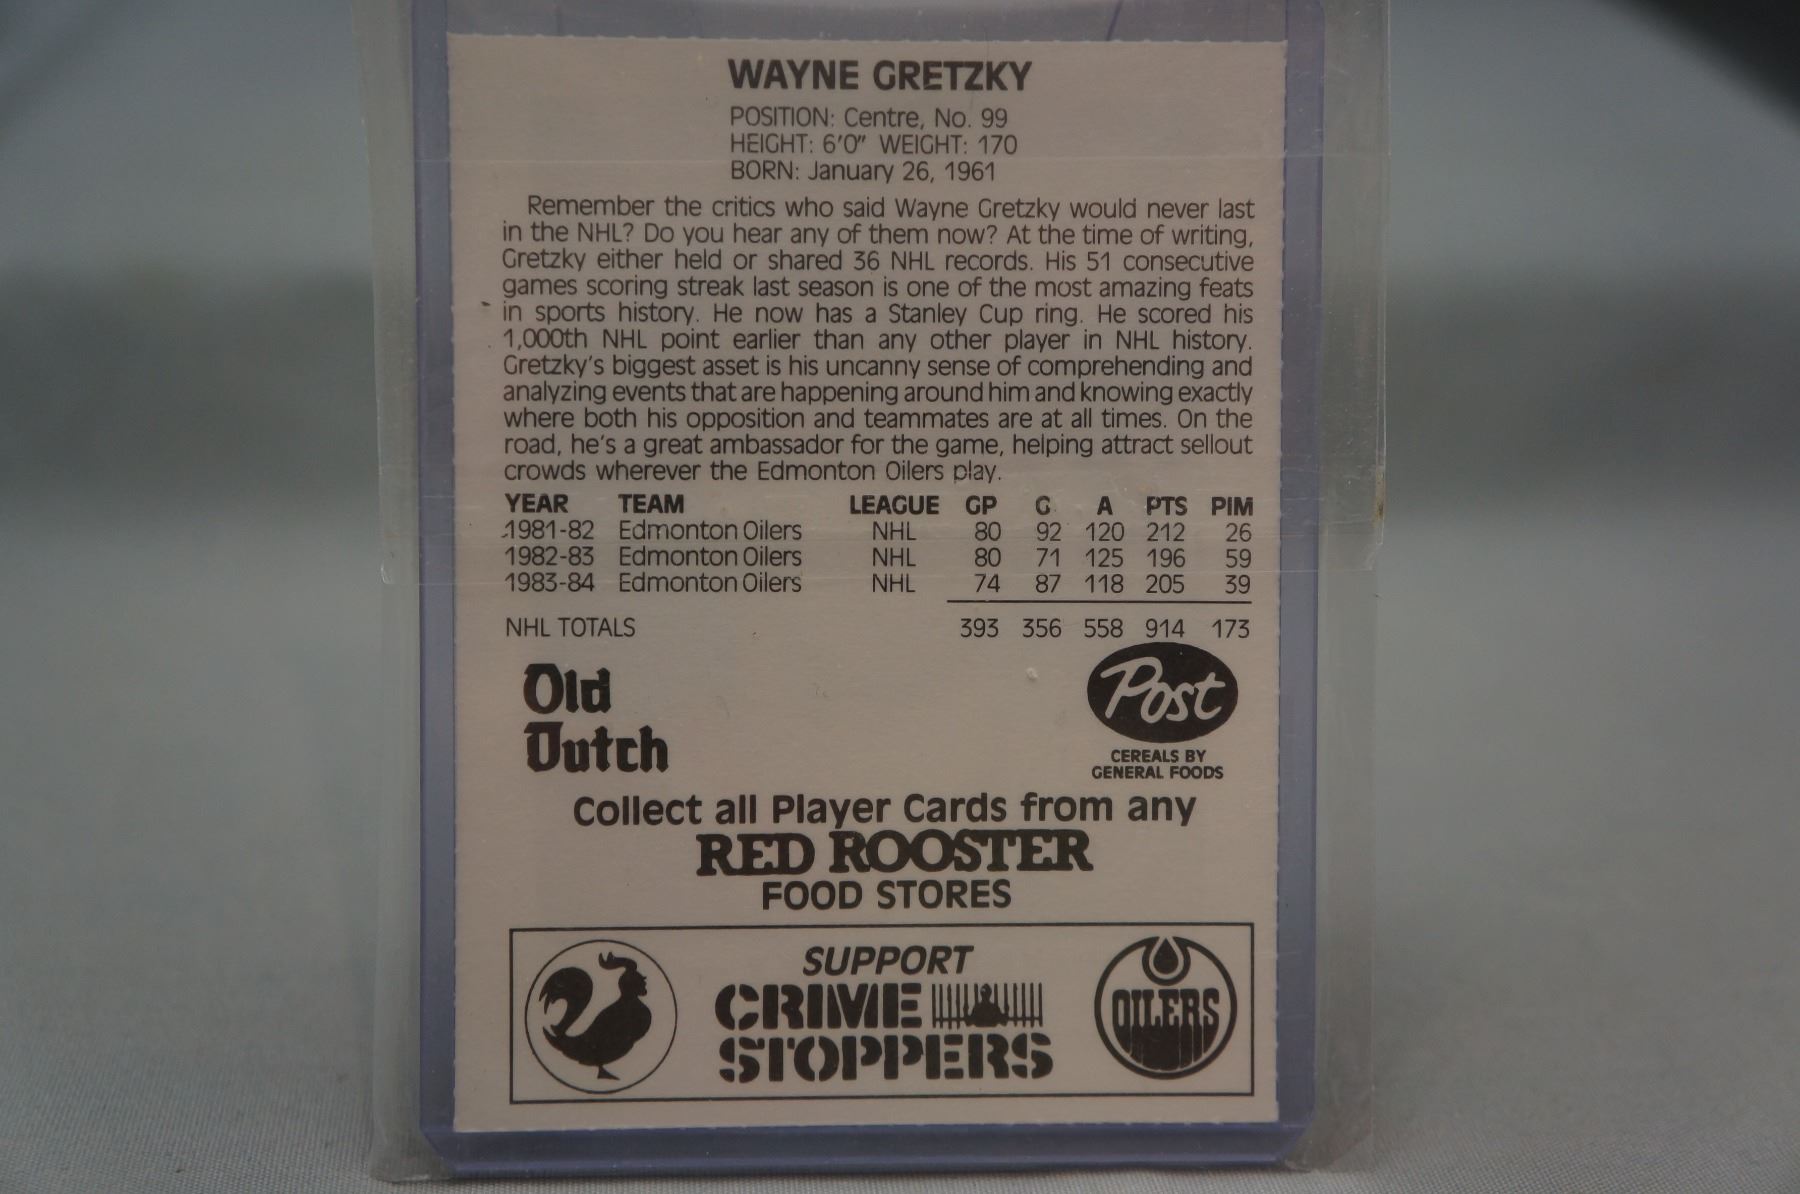 WAYNE GRETZKY
POSITION: Centre, No. 99
HEIGHT: 6'0" WEIGHT: 170
BORN: January 26, 1961
Remember the critics who said Wayne Gretzky would never last
in the NHL? Do you hear any of them now? At the time of writing,
Gretzky either held or shared 36 NHL records. His 51 consecutive
games scoring streak last season is one of the most amazing feats
in sports history. He now has a Stanley Cup ring. He scored his
1,000th NHL point earlier than any other player in NHL history.
Gretzky's biggest asset is his uncanny sense of comprehending and
analyzing events that are happening around him and knowing exactly
where both his opposition and teammates are at all times. On the
road, he's a great ambassador for the game, helping attract sellout
crowds wherever the Edmonton Oilers play.
YEAR TEAM LEAGUE GP G A PTS PIM
1981-82 Edmonton Oilers NHL 80 92 120 212 26
1982-83 Edmonton Oilers NHL 80 71 125 196 59
1983-84 Edmonton Oilers NHL 74 87 118 205 39
NHL TOTALS 393 356 558 914 173
Old
Dutch
Post
CEREALS BY
GENERAL FOODS
Collect all Player Cards from any
RED ROOSTER
FOOD STORES
SUPPORT
CRIME
STOPPERS
OILERS